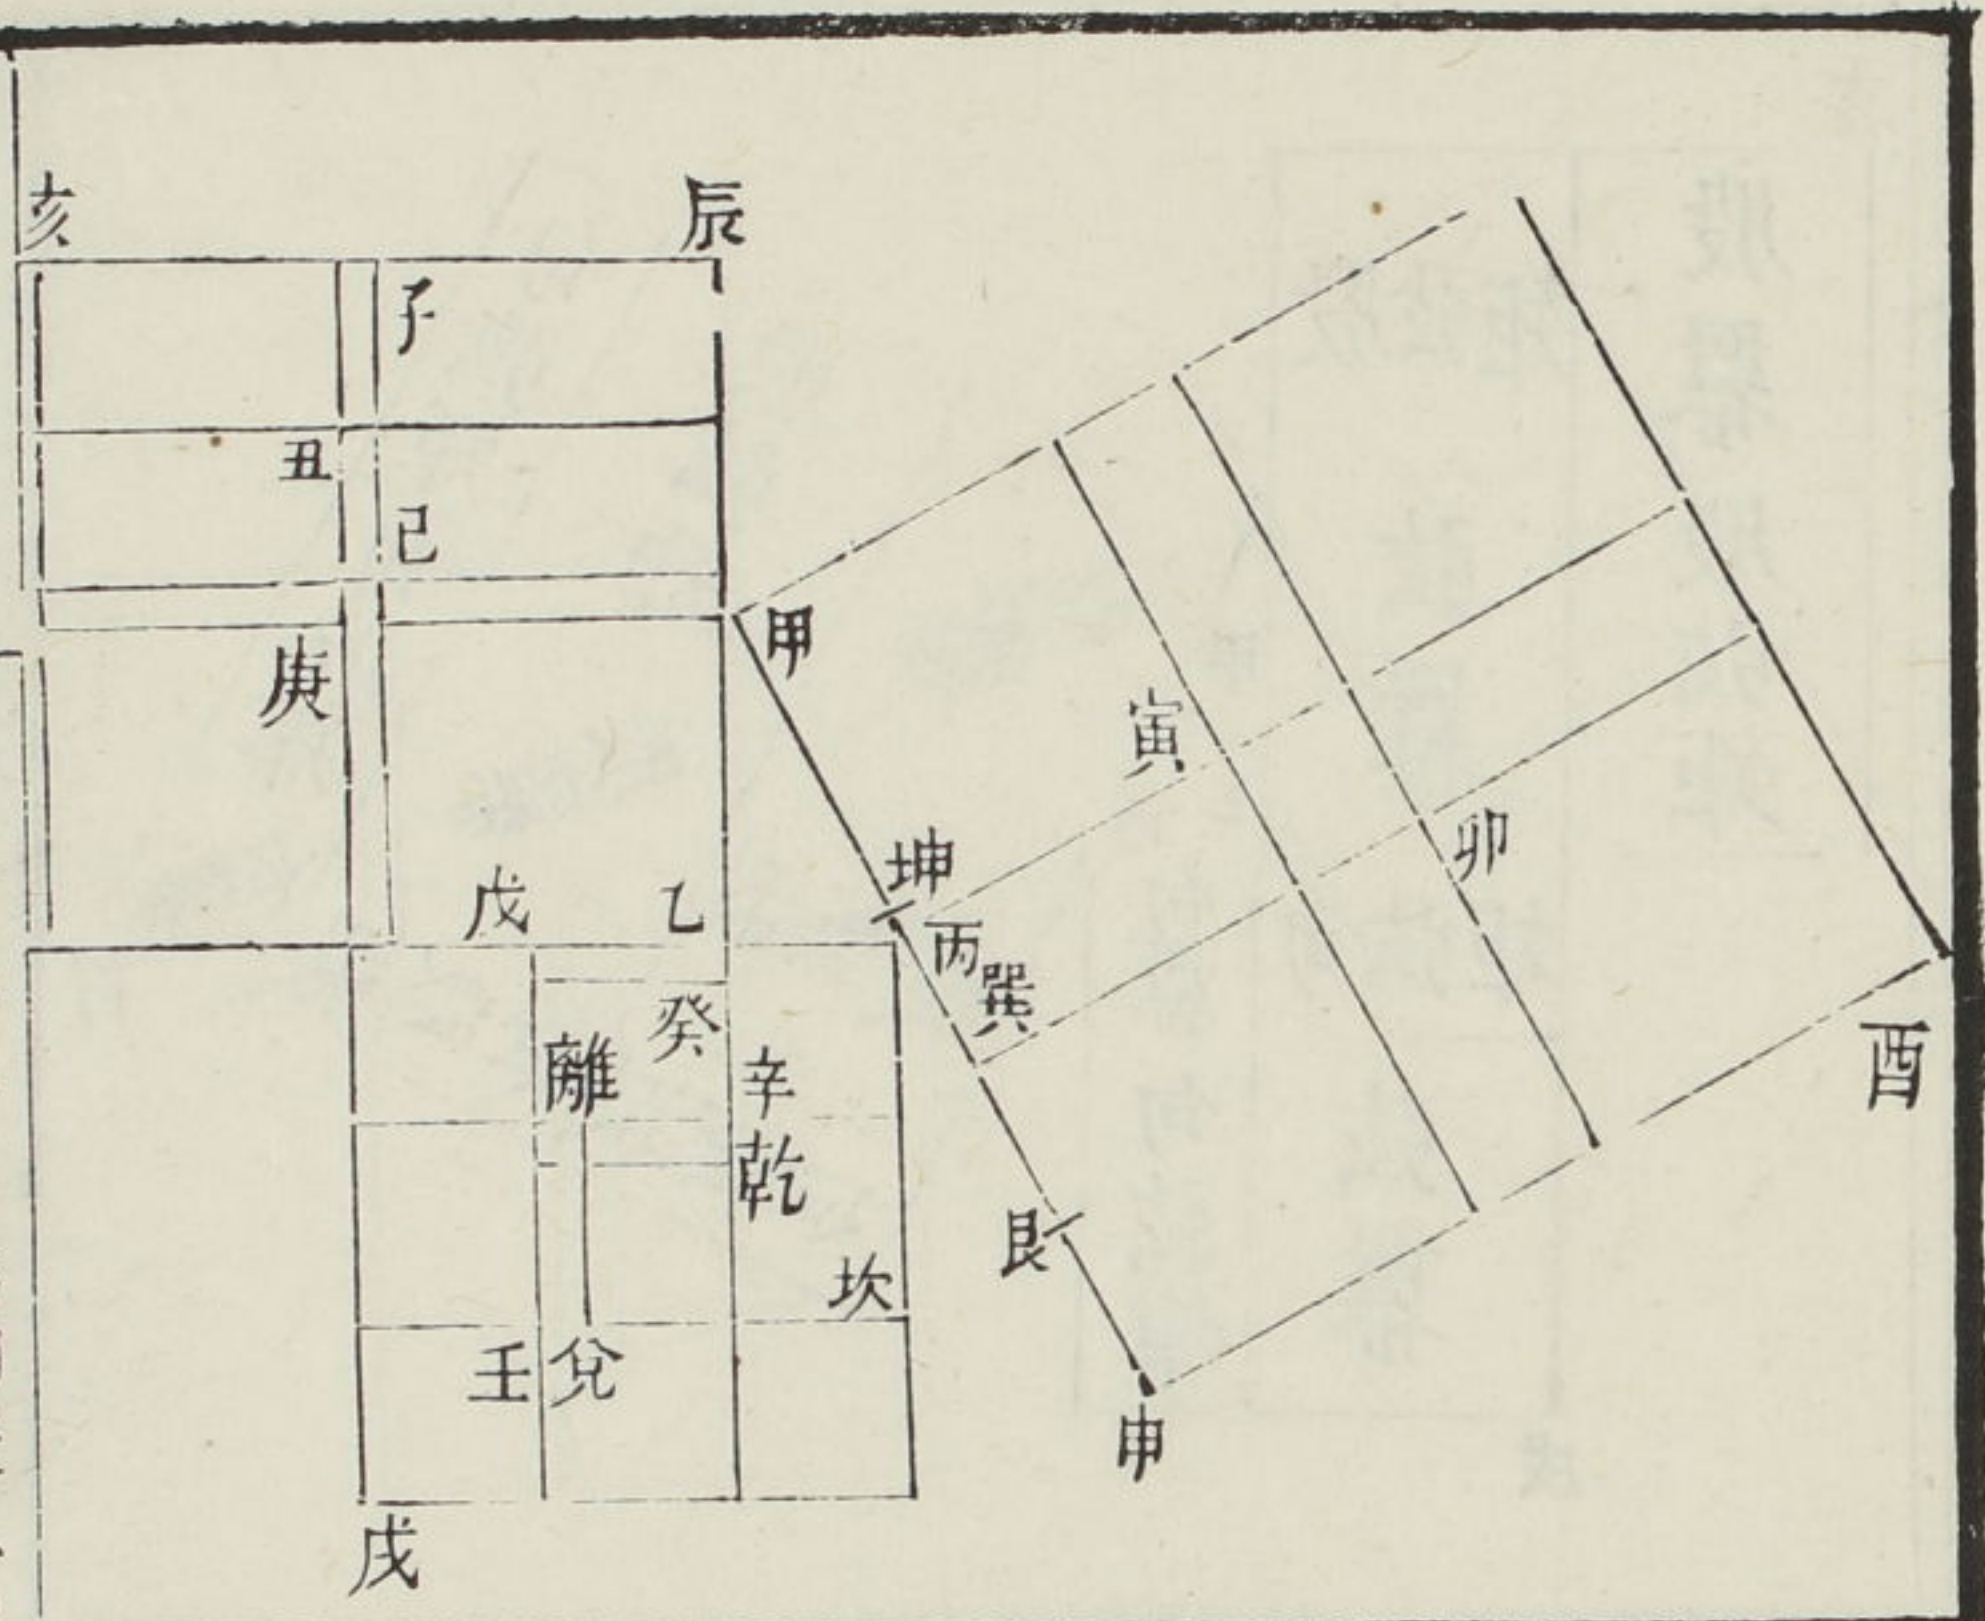 辰
亥
子
丑
己
庚
甲
寅
卯
坤
丙
巽
戊
乙
癸
離
辛
乾
坎
艮
酉
壬
兌
申
戌